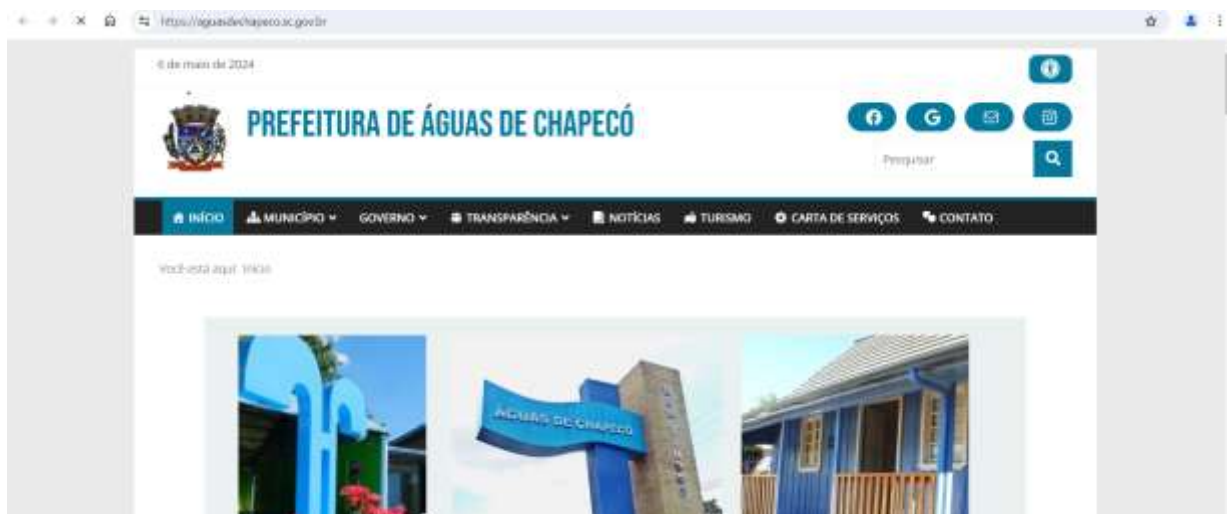 https://aguasdechapeco.sc.gov.br
6 de maio de 2024
PREFEITURA DE ÁGUAS DE CHAPECÓ
Pesquisar
INÍCIO MUNICÍPIO GOVERNO TRANSPARÊNCIA NOTÍCIAS TURISMO CARTA DE SERVIÇOS CONTATO
Você está aqui: Início
ÁGUAS DE CHAPECÓ